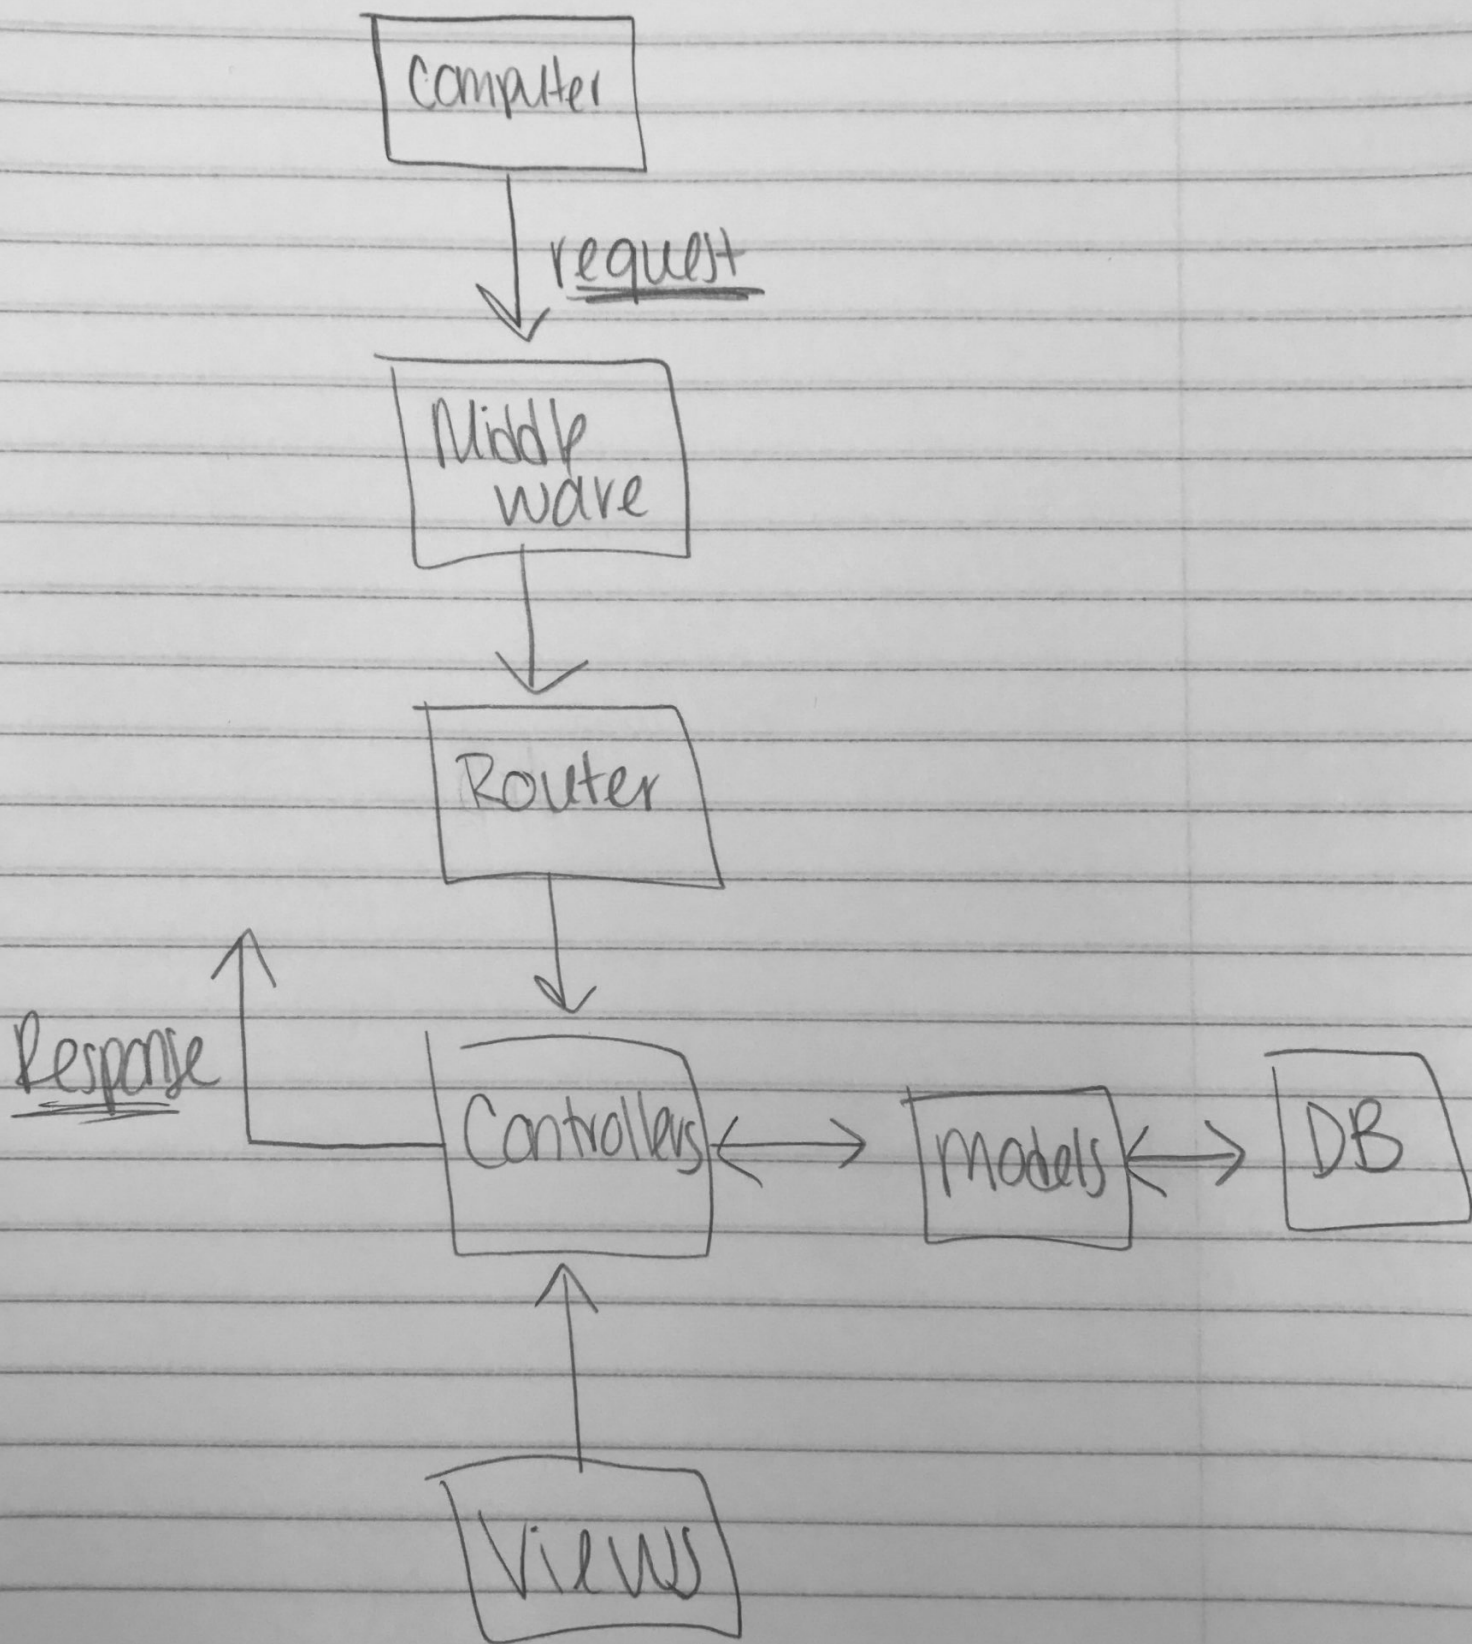 Computer
request
Middle
ware
Router
Response
Controllers
Models
DB
Views